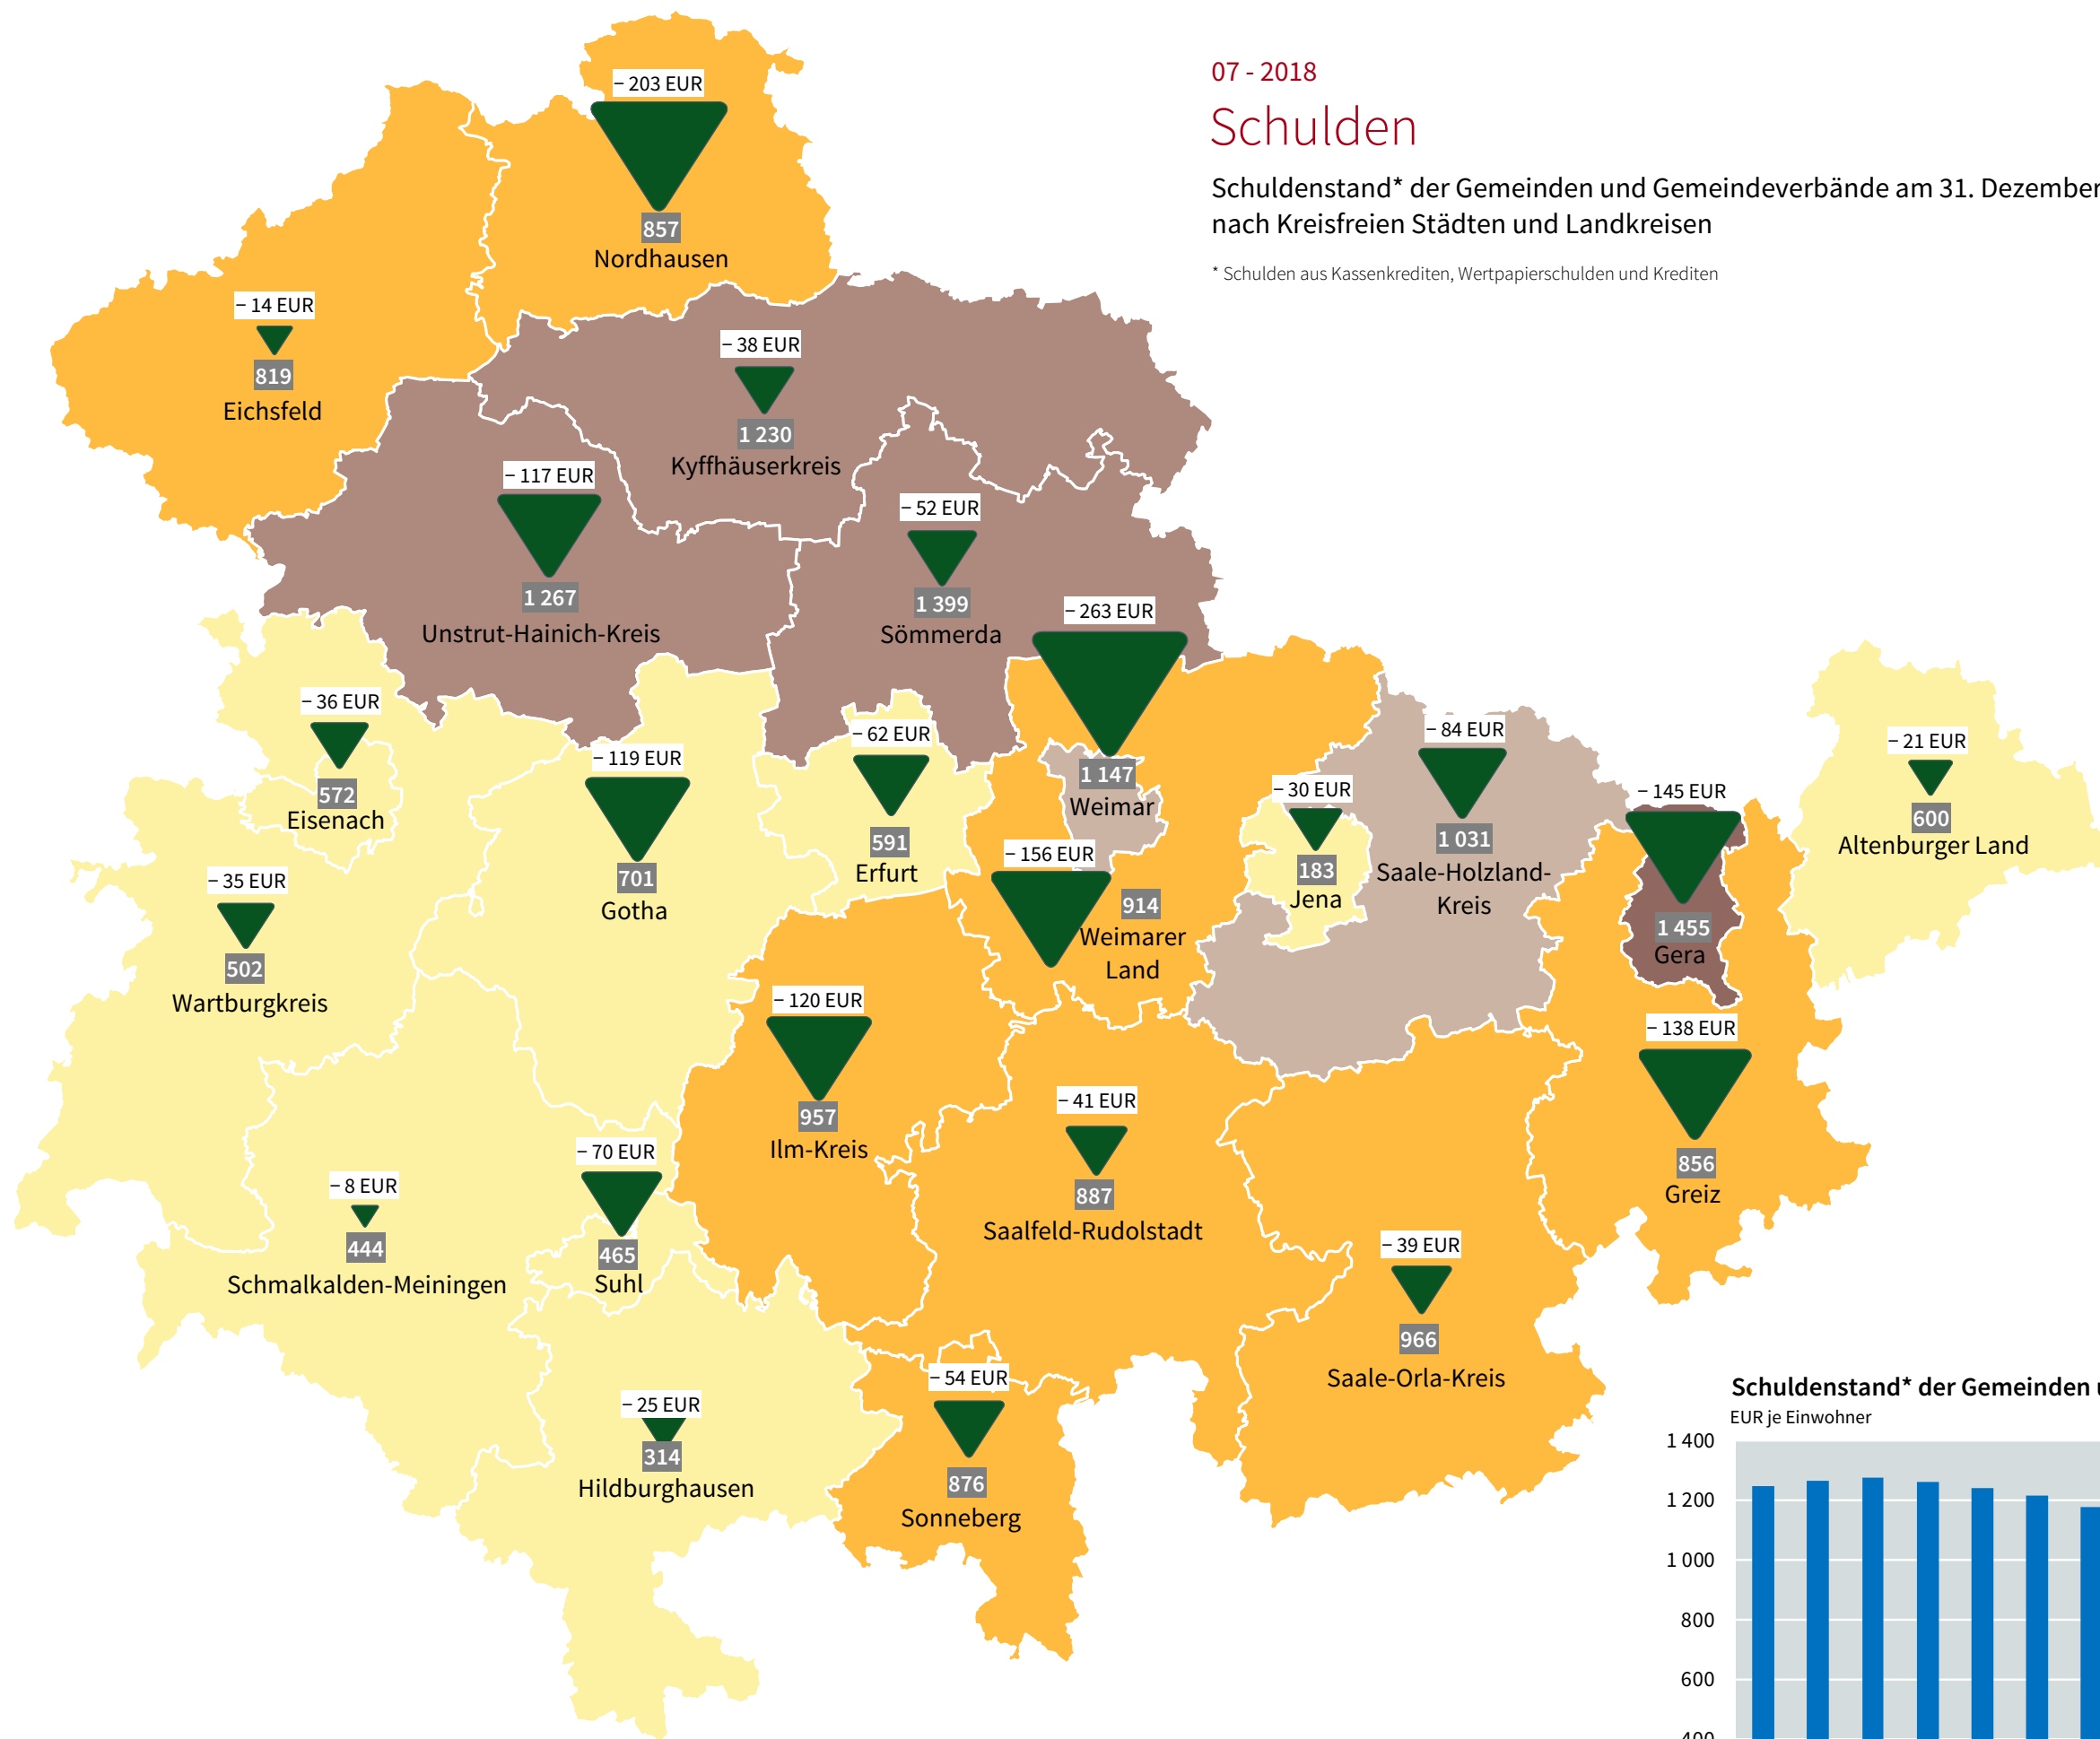 07 - 2018
Schulden
Schuldenstand* der Gemeinden und Gemeindeverbände am 31. Dezember
nach Kreisfreien Städten und Landkreisen
* Schulden aus Kassenkrediten, Wertpapierschulden und Krediten
− 203 EUR
857
Nordhausen
− 14 EUR
819
Eichsfeld
− 38 EUR
1 230
Kyffhäuserkreis
− 117 EUR
1 267
Unstrut-Hainich-Kreis
− 52 EUR
1 399
Sömmerda
− 263 EUR
1 147
Weimar
− 36 EUR
572
Eisenach
− 119 EUR
701
Gotha
− 62 EUR
591
Erfurt
− 156 EUR
914
Weimarer
Land
− 30 EUR
183
Jena
− 84 EUR
1 031
Saale-Holzland-
Kreis
− 145 EUR
1 455
Gera
− 21 EUR
600
Altenburger Land
− 35 EUR
502
Wartburgkreis
− 120 EUR
957
Ilm-Kreis
− 138 EUR
856
Greiz
− 41 EUR
887
Saalfeld-Rudolstadt
− 8 EUR
444
Schmalkalden-Meiningen
− 70 EUR
465
Suhl
− 39 EUR
966
Saale-Orla-Kreis
− 25 EUR
314
Hildburghausen
− 54 EUR
876
Sonneberg
Schuldenstand* der Gemeinden
EUR je Einwohner
1 400
1 200
1 000
800
600